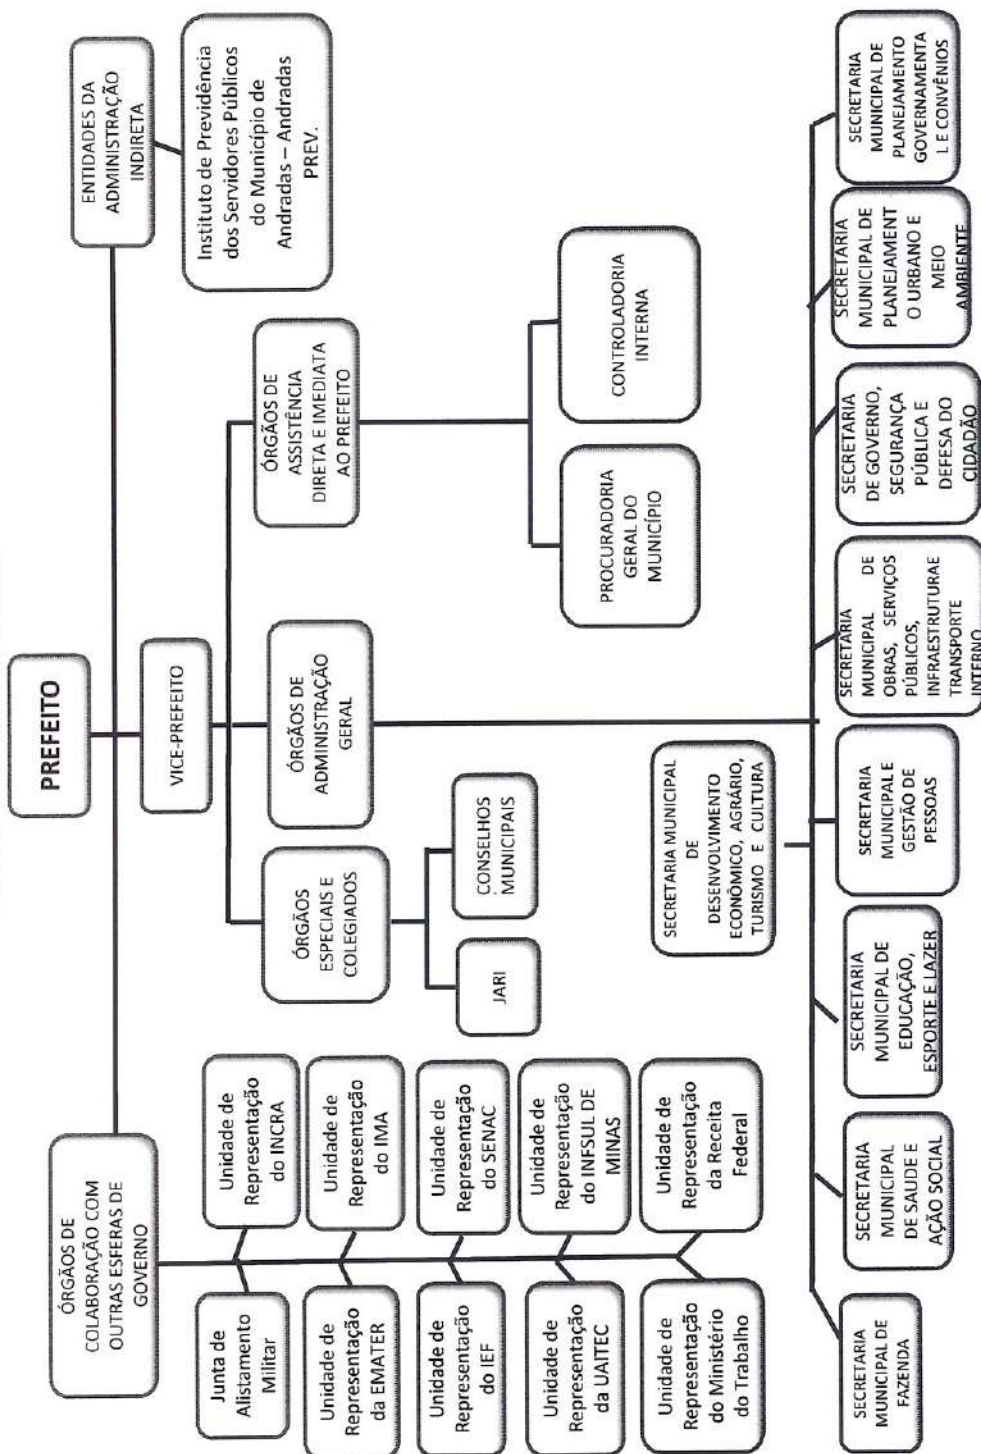 PREFEITO
VICE-PREFEITO
ÓRGÃOS DE
COLABORAÇÃO COM
OUTRAS ESFERAS DE
GOVERNO
Junta de
Alistamento
Militar
Unidade de
Representação
do INCRA
Unidade de
Representação
da EMATER
Unidade de
Representação
do IMA
Unidade de
Representação
do IEF
Unidade de
Representação
do SENAC
Unidade de
Representação
da UAITEC
Unidade de
Representação
do INFSUL DE
MINAS
Unidade de
Representação
do Ministério
do Trabalho
Unidade de
Representação
da Receita
Federal
ÓRGÃOS
ESPECIAIS E
COLEGIADOS
JARI
CONSELHOS
MUNICIPAIS
ÓRGÃOS DE
ADMINISTRAÇÃO
GERAL
ÓRGÃOS DE
ASSISTÊNCIA
DIRETA E IMEDIATA
AO PREFEITO
PROCURADORIA
GERAL DO
MUNICÍPIO
CONTROLADORIA
INTERNA
ENTIDADES DA
ADMINISTRAÇÃO
INDIRETA
Instituto de Previdência
dos Servidores Públicos
do Município de
Andradas – Andradas
PREV.
SECRETARIA MUNICIPAL
DE
DESENVOLVIMENTO
ECONÔMICO, AGRÁRIO,
TURISMO E CULTURA
SECRETARIA
MUNICIPAL DE
FAZENDA
SECRETARIA
MUNICIPAL
DE SAUDE E
AÇÃO SOCIAL
SECRETARIA
MUNICIPAL DE
EDUCAÇÃO,
ESPORTE E LAZER
SECRETARIA
MUNICIPAL E
GESTÃO DE
PESSOAS
SECRETARIA
MUNICIPAL DE
OBRAS, SERVIÇOS
PÚBLICOS,
INFRAESTRUTURAE
TRANSPORTE
INTERNO
SECRETARIA
DE GOVERNO,
SEGURANÇA
PÚBLICA E
DEFESA DO
CIDADÃO
SECRETARIA
MUNICIPAL DE
PLANEJAMENT
O URBANO E
MEIO
AMBIENTE
SECRETARIA
MUNICIPAL DE
PLANEJAMENTO
GOVERNAMENTA
L E CONVÊNIOS